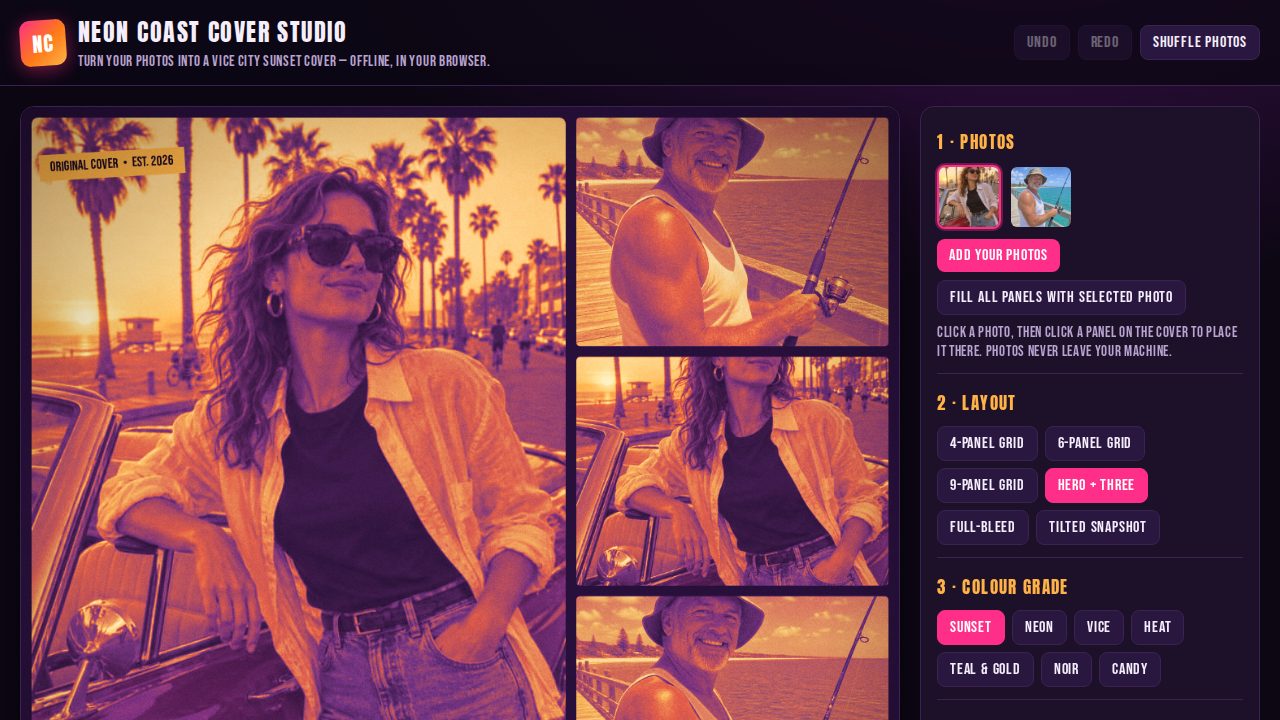 NC
NEON COAST COVER STUDIO
TURN YOUR PHOTOS INTO A VICE CITY SUNSET COVER — OFFLINE, IN YOUR BROWSER.
UNDO
REDO
SHUFFLE PHOTOS
ORIGINAL COVER • EST. 2026
1 · PHOTOS
ADD YOUR PHOTOS
FILL ALL PANELS WITH SELECTED PHOTO
CLICK A PHOTO, THEN CLICK A PANEL ON THE COVER TO PLACE
IT THERE. PHOTOS NEVER LEAVE YOUR MACHINE.
2 · LAYOUT
4-PANEL GRID
6-PANEL GRID
9-PANEL GRID
HERO + THREE
FULL-BLEED
TILTED SNAPSHOT
3 · COLOUR GRADE
SUNSET
NEON
VICE
HEAT
TEAL & GOLD
NOIR
CANDY